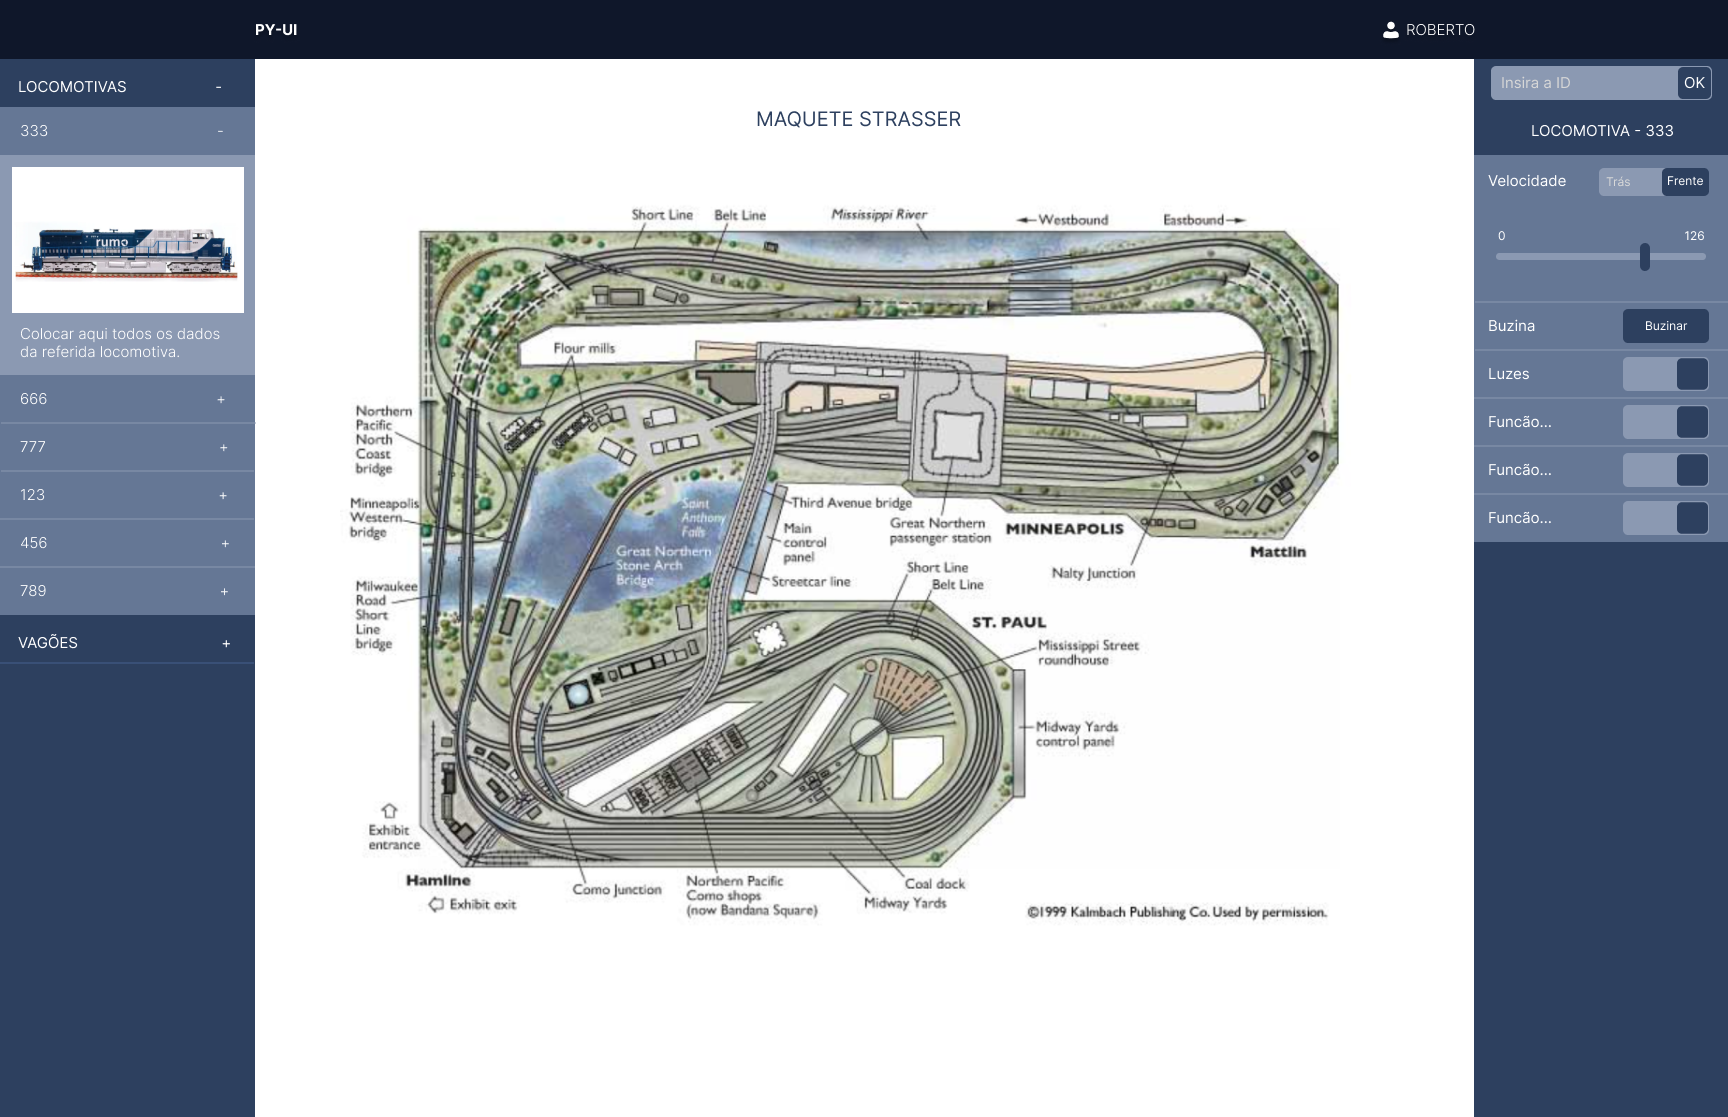 PY-UI
ROBERTO
LOCOMOTIVAS -
333 -
rumo
Colocar aqui todos os dados
da referida locomotiva.
666 +
777 +
123 +
456 +
789 +
VAGÕES +
MAQUETE STRASSER
Short Line
Belt Line
Mississippi River
Westbound
Eastbound
Flour mills
Northern
Pacific
North
Coast
bridge
Minneapolis
Western
bridge
Milwaukee
Road
Short
Line
bridge
Saint
Anthony
Falls
Great Northern
Stone Arch
Bridge
Third Avenue bridge
Main
control
panel
Streetcar line
Great Northern
passenger station
MINNEAPOLIS
Mattlin
Nalty Junction
Short Line
Belt Line
ST. PAUL
Mississippi Street
roundhouse
Midway Yards
control panel
Exhibit
entrance
Hamline
Exhibit exit
Como Junction
Northern Pacific
Como shops
(now Bandana Square)
Coal dock
Midway Yards
©1999 Kalmbach Publishing Co. Used by permission.
Insira a ID OK
LOCOMOTIVA - 333
Velocidade Trás Frente
0 126
Buzina Buzinar
Luzes
Funcão...
Funcão...
Funcão...